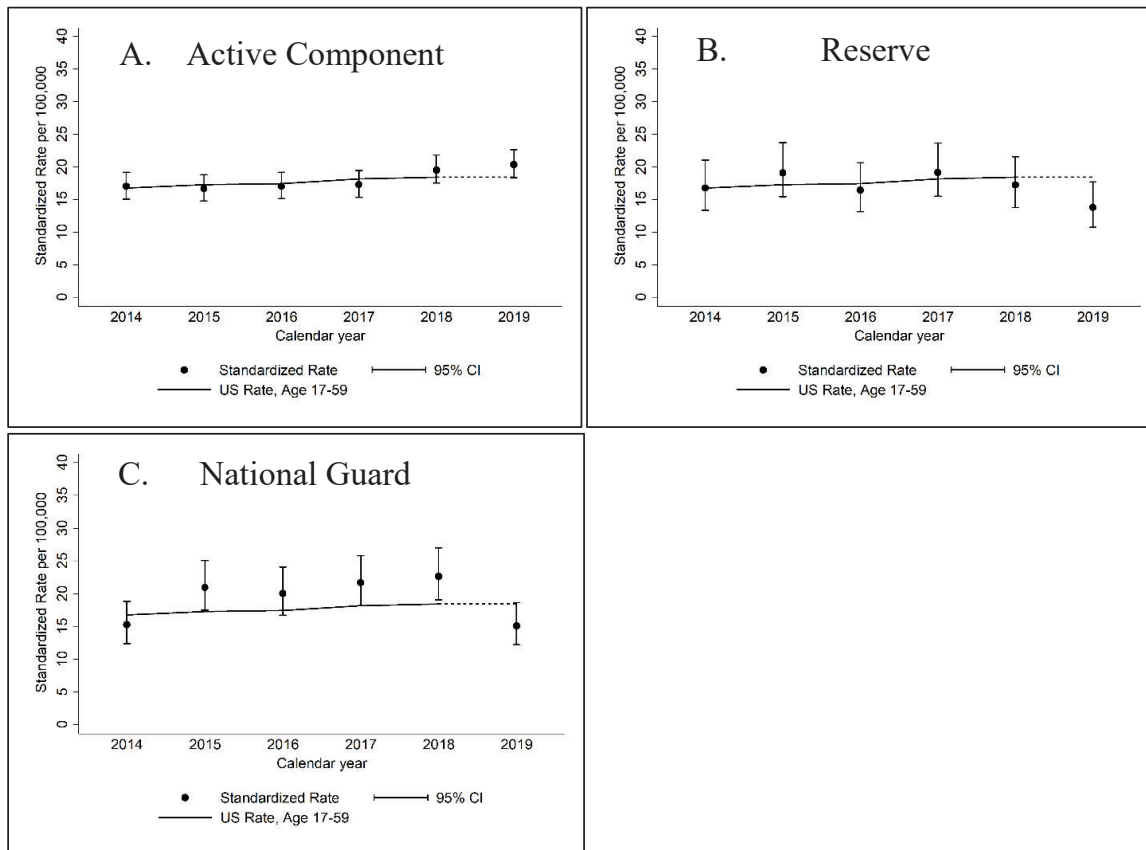 A. Active Component
Standardized Rate per 100,000
40
35
30
25
20
15
10
5
0
2014 2015 2016 2017 2018 2019
Calendar year
Standardized Rate 95% CI
US Rate, Age 17-59
B. Reserve
Standardized Rate per 100,000
40
35
30
25
20
15
10
5
0
2014 2015 2016 2017 2018 2019
Calendar year
Standardized Rate 95% CI
US Rate, Age 17-59
C. National Guard
Standardized Rate per 100,000
40
35
30
25
20
15
10
5
0
2014 2015 2016 2017 2018 2019
Calendar year
Standardized Rate 95% CI
US Rate, Age 17-59